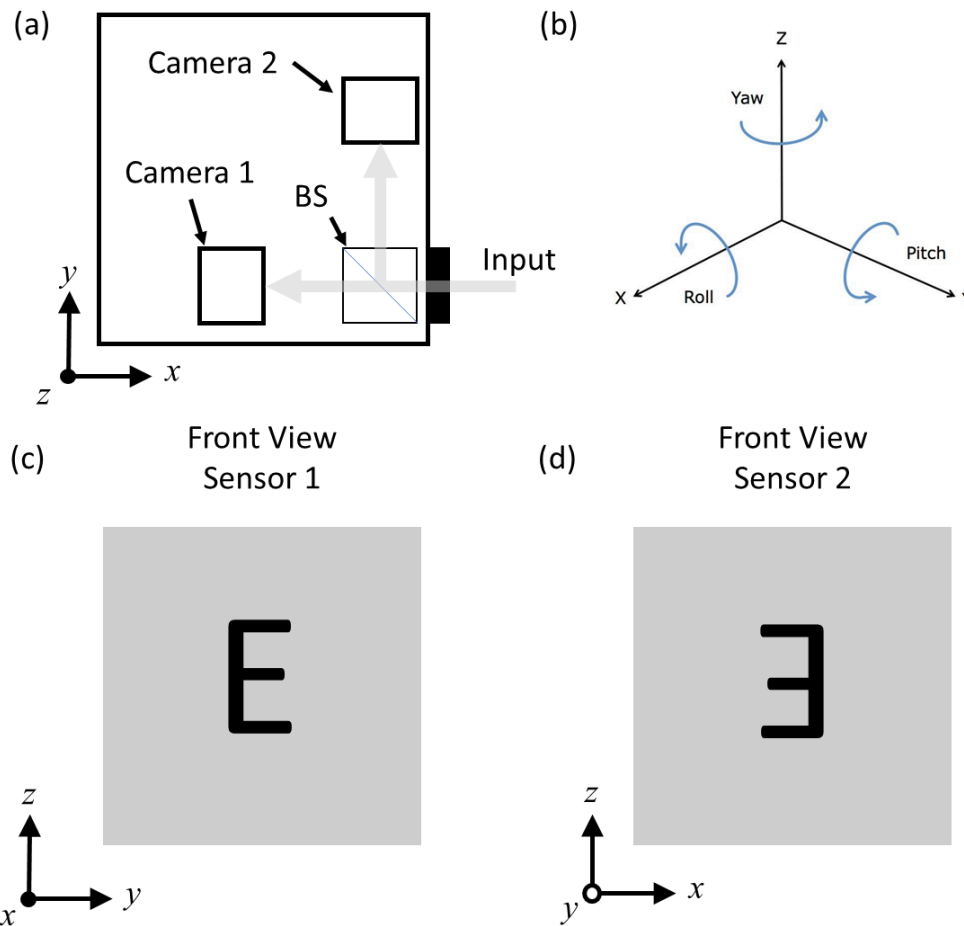 (a)
Camera 2
Camera 1
BS
Input
y
x
z
(b)
Z
Yaw
Pitch
X
Roll
(c)
Front View
Sensor 1
E
z
x
y
(d)
Front View
Sensor 2
Ǝ
z
y
x